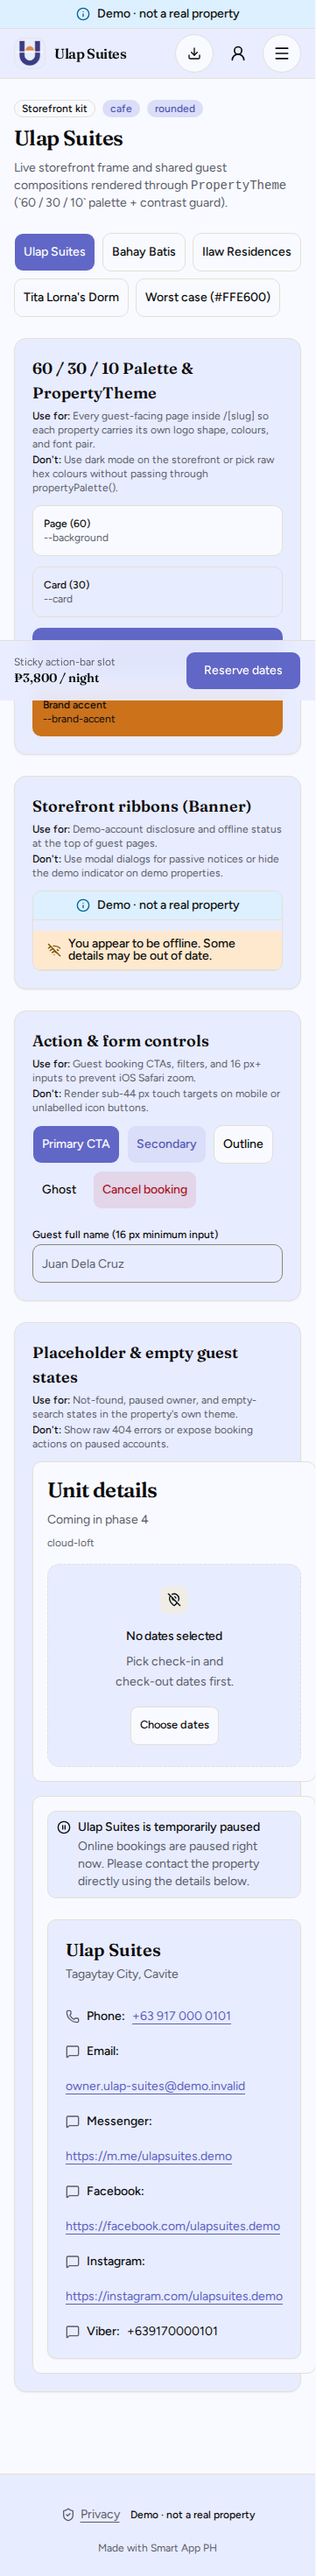 Demo · not a real property
Ulap Suites
Storefront kit
cafe
rounded
Ulap Suites
Live storefront frame and shared guest
compositions rendered through PropertyTheme
(`60 / 30 / 10` palette + contrast guard).
Ulap Suites
Bahay Batis
Ilaw Residences
Tita Lorna's Dorm
Worst case (#FFE600)
60 / 30 / 10 Palette &
PropertyTheme
Use for: Every guest-facing page inside /[slug] so
each property carries its own logo shape, colours,
and font pair.
Don't: Use dark mode on the storefront or pick raw
hex colours without passing through
propertyPalette().
Page (60)
--background
Card (30)
--card
Sticky action-bar slot
₱3,800 / night
Reserve dates
Brand accent
--brand-accent
Storefront ribbons (Banner)
Use for: Demo-account disclosure and offline status
at the top of guest pages.
Don't: Use modal dialogs for passive notices or hide
the demo indicator on demo properties.
Demo · not a real property
You appear to be offline. Some
details may be out of date.
Action & form controls
Use for: Guest booking CTAs, filters, and 16 px+
inputs to prevent iOS Safari zoom.
Don't: Render sub-44 px touch targets on mobile or
unlabelled icon buttons.
Primary CTA
Secondary
Outline
Ghost
Cancel booking
Guest full name (16 px minimum input)
Juan Dela Cruz
Placeholder & empty guest
states
Use for: Not-found, paused owner, and empty-
search states in the property's own theme.
Don't: Show raw 404 errors or expose booking
actions on paused accounts.
Unit details
Coming in phase 4
cloud-loft
No dates selected
Pick check-in and
check-out dates first.
Choose dates
Ulap Suites is temporarily paused
Online bookings are paused right
now. Please contact the property
directly using the details below.
Ulap Suites
Tagaytay City, Cavite
Phone: +63 917 000 0101
Email:
owner.ulap-suites@demo.invalid
Messenger:
https://m.me/ulapsuites.demo
Facebook:
https://facebook.com/ulapsuites.demo
Instagram:
https://instagram.com/ulapsuites.demo
Viber: +639170000101
Privacy
Demo · not a real property
Made with Smart App PH